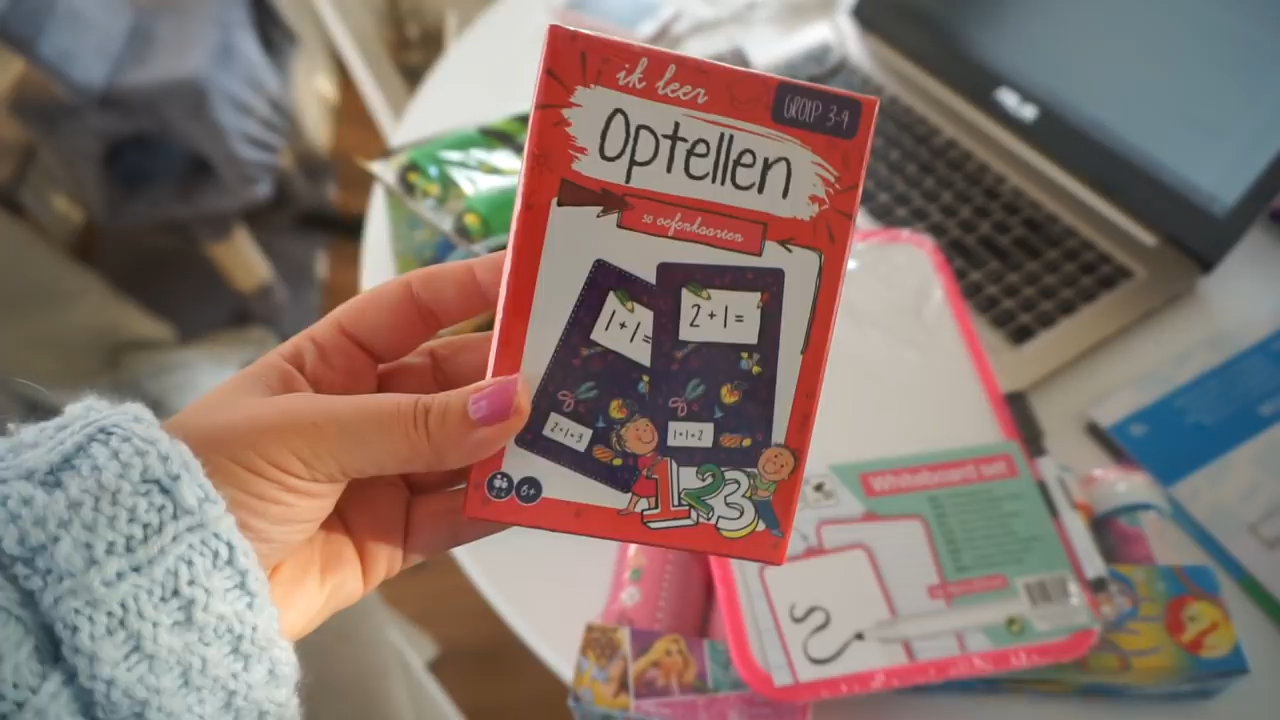 ik leer
GROEP 3-4
Optellen
50 oefenkaarten
1+1=
2+1=
2+1=3
1+1=2
6+
123
Whiteboard set
ASUS